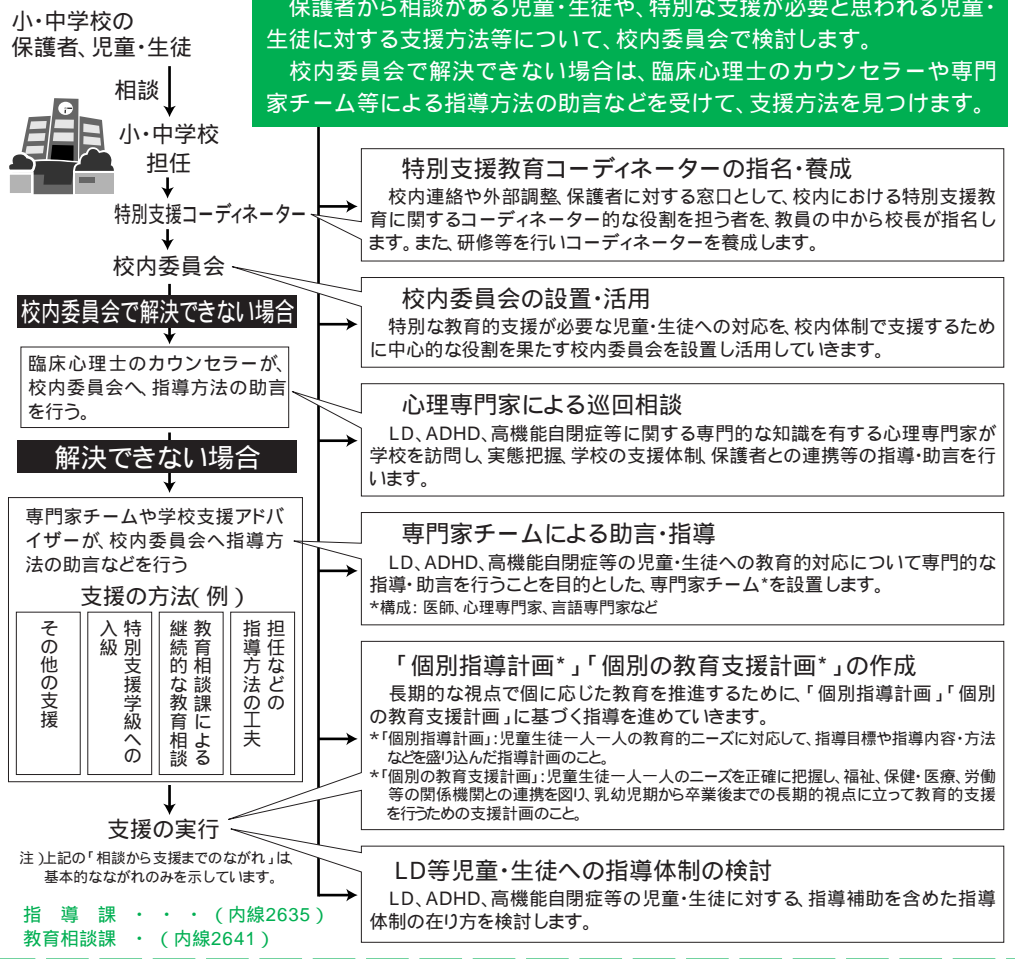 保護者から相談がある児童・生徒や、特別な支援が必要と思われる児童・
生徒に対する支援方法等について、校内委員会で検討します。
校内委員会で解決できない場合は、臨床心理士のカウンセラーや専門
家チーム等による指導方法の助言などを受けて、支援方法を見つけます。
小・中学校の
保護者、児童・生徒
相談
小・中学校
担任
特別支援コーディネーター
校内委員会
校内委員会で解決できない場合
臨床心理士のカウンセラーが、
校内委員会へ、指導方法の助言
を行う。
解決できない場合
専門家チームや学校支援アドバ
イザーが、校内委員会へ指導方
法の助言などを行う
支援の方法(例)
担任などの
指導方法の工夫
教育相談課による
継続的な教育相談
特別支援学級への
入級
その他の支援
支援の実行
注)上記の「相談から支援までのながれ」は、
基本的なながれのみを示しています。
指導課・・・(内線2635)
教育相談課・(内線2641)
特別支援教育コーディネーターの指名・養成
校内連絡や外部調整、保護者に対する窓口として、校内における特別支援教
育に関するコーディネーター的な役割を担う者を、教員の中から校長が指名し
ます。また、研修等を行いコーディネーターを養成します。
校内委員会の設置・活用
特別な教育的支援が必要な児童・生徒への対応を、校内体制で支援するため
に中心的な役割を果たす校内委員会を設置し活用していきます。
心理専門家による巡回相談
LD、ADHD、高機能自閉症等に関する専門的な知識を有する心理専門家が
学校を訪問し、実態把握、学校の支援体制、保護者との連携等の指導・助言を行
います。
専門家チームによる助言・指導
LD、ADHD、高機能自閉症等の児童・生徒への教育的対応について専門的な
指導・助言を行うことを目的とした、専門家チーム*を設置します。
*構成：医師、心理専門家、言語専門家など
「個別指導計画*」「個別の教育支援計画*」の作成
長期的な視点で個に応じた教育を推進するために、「個別指導計画」「個別
の教育支援計画」に基づく指導を進めていきます。
*「個別指導計画」：児童生徒一人一人の教育的ニーズに対応して、指導目標や指導内容・方法
などを盛り込んだ指導計画のこと。
*「個別の教育支援計画」：児童生徒一人一人のニーズを正確に把握し、福祉、保健・医療、労働
等の関係機関との連携を図り、乳幼児期から卒業後までの長期的視点に立って教育的支援
を行うための支援計画のこと。
LD等児童・生徒への指導体制の検討
LD、ADHD、高機能自閉症等の児童・生徒に対する、指導補助を含めた指導
体制の在り方を検討します。